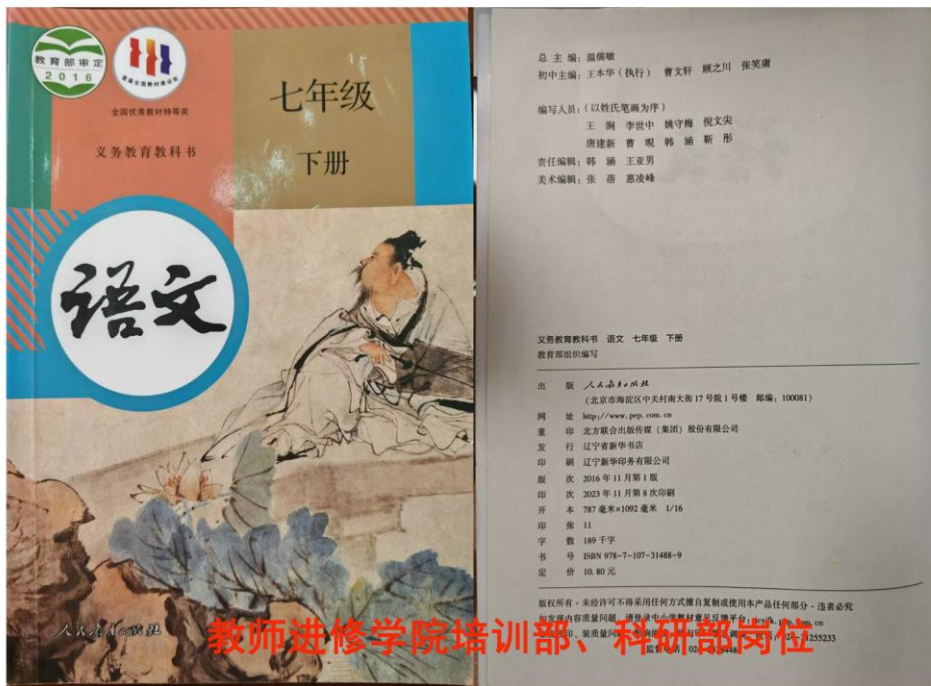 教育部审定
2016
全国优秀教材特等奖
义务教育教科书
七年级
下册
语文
人民教育出版社
总主编：温儒敏
初中主编：王本华（执行） 曹文轩 顾之川 张笑庸
编写人员：（以姓氏笔画为序）
王涧 李世中 姚守梅 倪文尖
唐建新 曹 韩涵 靳彤
责任编辑：韩涵 王亚男
美术编辑：张蓓 惠凌峰
义务教育教科书 语文 七年级 下册
教育部组织编写
出版 人民教育出版社
（北京市海淀区中关村南大街17号院1号楼 邮编：100081）
网址 http://www.pep.com.cn
重印 北方联合出版传媒（集团）股份有限公司
发行 辽宁省新华书店
印刷 辽宁新华印务有限公司
版次 2016年11月第1版
印次 2023年11月第8次印刷
开本 787毫米×1092毫米 1/16
印张 11
字数 189千字
书号 ISBN 978-7-107-31488-9
定价 10.80元
版权所有·未经许可不得采用任何方式擅自复制或使用本产品任何部分·违者必究
教师进修学院培训部、科研部岗位